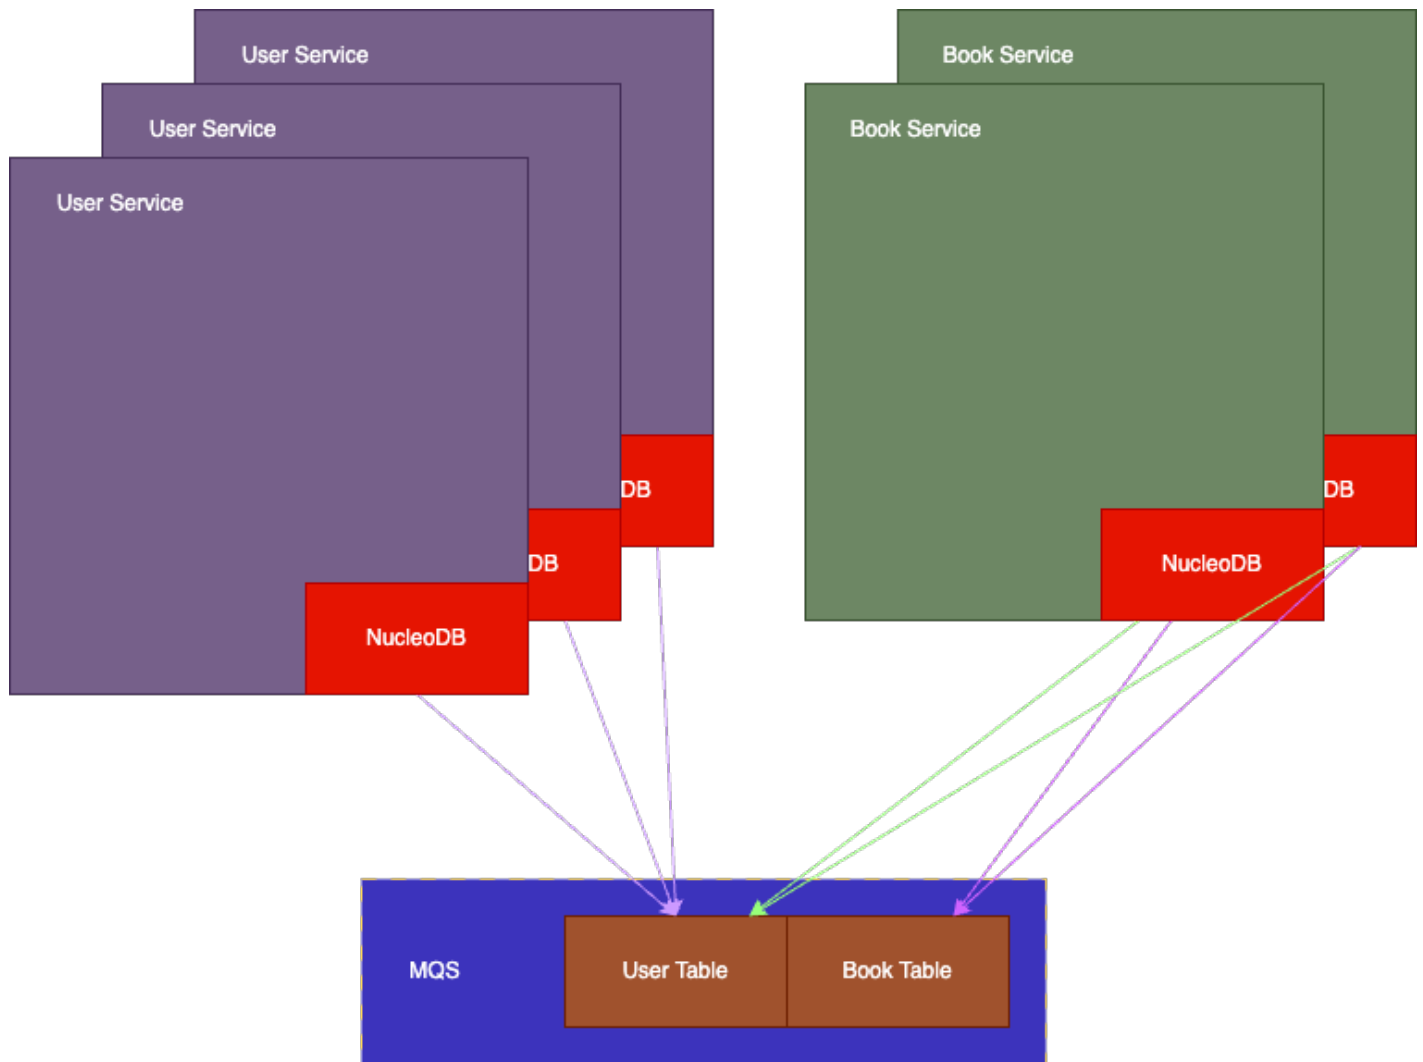 User Service
Book Service
User Service
Book Service
User Service
DB
DB
DB
NucleoDB
NucleoDB
MQS
User Table
Book Table